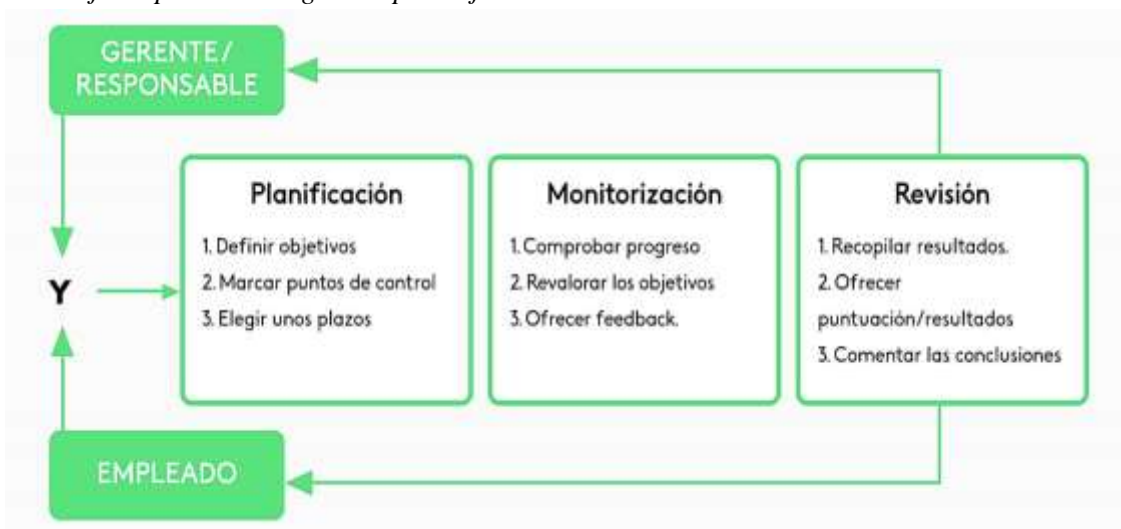 GERENTE/
RESPONSABLE
Planificación
1. Definir objetivos
2. Marcar puntos de control
3. Elegir unos plazos
Monitorización
1. Comprobar progreso
2. Revalorar los objetivos
3. Ofrecer feedback.
Revisión
1. Recopilar resultados.
2. Ofrecer
puntuación/resultados
3. Comentar las conclusiones
Y
EMPLEADO